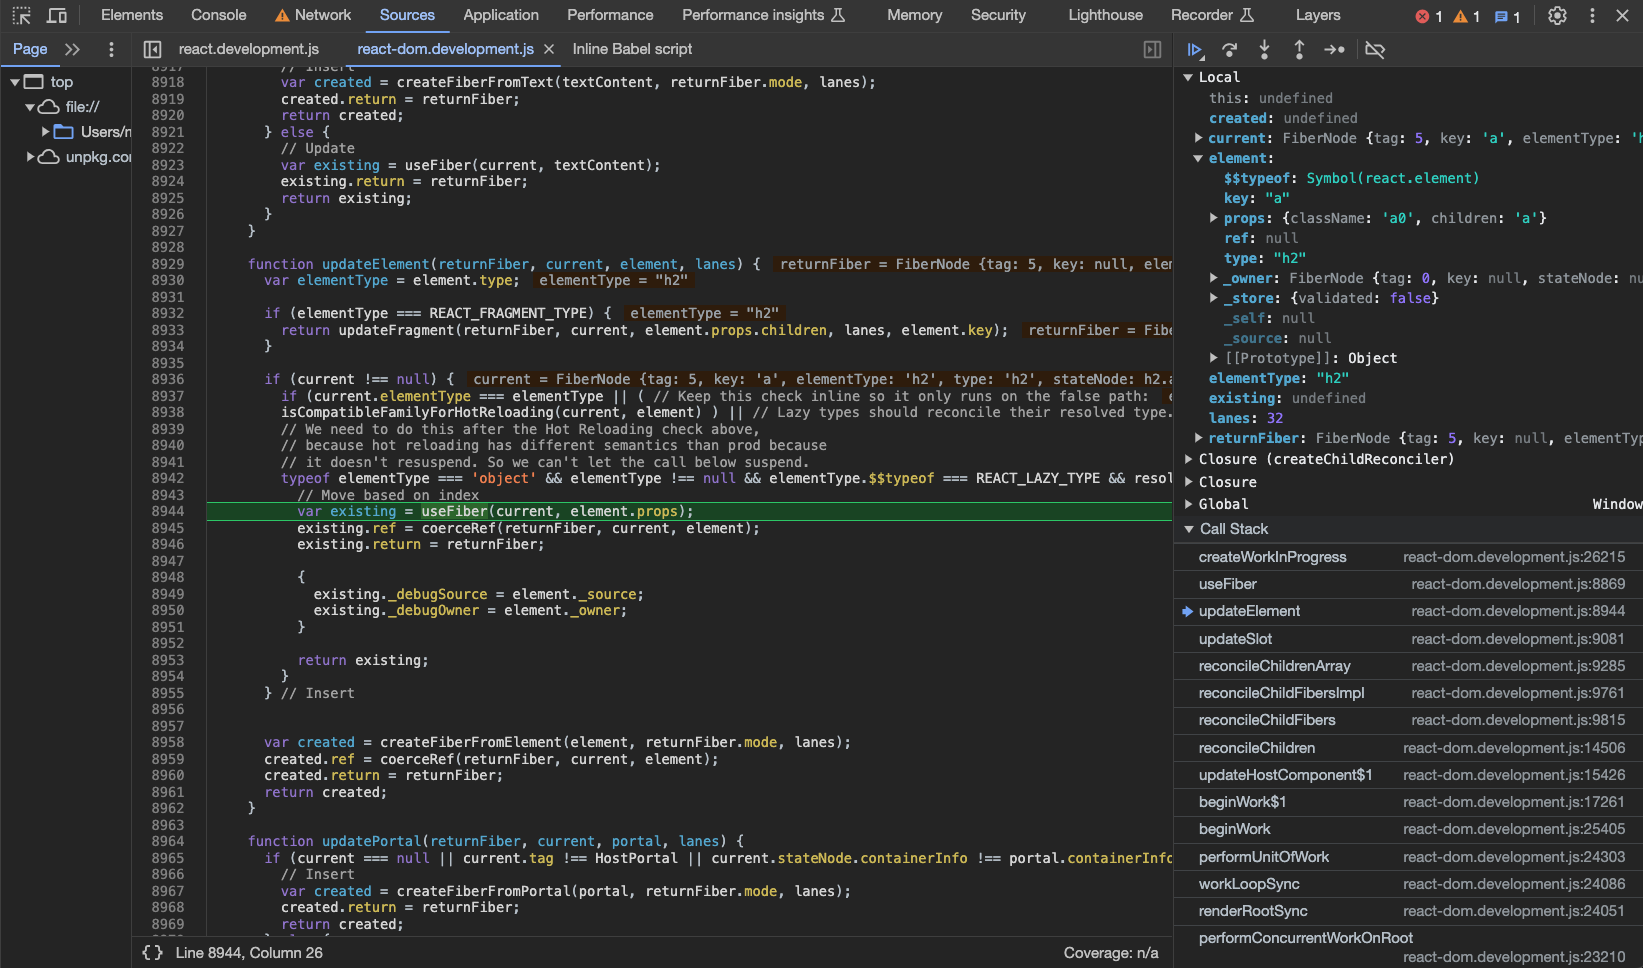 Elements Console Network Sources Application Performance Performance insights Memory Security Lighthouse Recorder Layers 1 1 1
Page react.development.js react-dom.development.js Inline Babel script
top
file://
Users/
unpkg.co
8917 // Insert
8918 var created = createFiberFromText(textContent, returnFiber.mode, lanes);
8919 created.return = returnFiber;
8920 return created;
8921 } else {
8922 // Update
8923 var existing = useFiber(current, textContent);
8924 existing.return = returnFiber;
8925 return existing;
8926 }
8927 }
8928
8929 function updateElement(returnFiber, current, element, lanes) { returnFiber = FiberNode {tag: 5, key: null, elem
8930 var elementType = element.type; elementType = "h2"
8931
8932 if (elementType === REACT_FRAGMENT_TYPE) { elementType = "h2"
8933 return updateFragment(returnFiber, current, element.props.children, lanes, element.key); returnFiber = Fibe
8934 }
8935
8936 if (current !== null) { current = FiberNode {tag: 5, key: 'a', elementType: 'h2', type: 'h2', stateNode: h2.a
8937 if (current.elementType === elementType || ( // Keep this check inline so it only runs on the false path: e
8938 isCompatibleFamilyForHotReloading(current, element) ) || // Lazy types should reconcile their resolved type.
8939 // We need to do this after the Hot Reloading check above,
8940 // because hot reloading has different semantics than prod because
8941 // it doesn't resuspend. So we can't let the call below suspend.
8942 typeof elementType === 'object' && elementType !== null && elementType.$$typeof === REACT_LAZY_TYPE && resol
8943 // Move based on index
8944 var existing = useFiber(current, element.props);
8945 existing.ref = coerceRef(returnFiber, current, element);
8946 existing.return = returnFiber;
8947
8948 {
8949 existing._debugSource = element._source;
8950 existing._debugOwner = element._owner;
8951 }
8952
8953 return existing;
8954 }
8955 } // Insert
8956
8957
8958 var created = createFiberFromElement(element, returnFiber.mode, lanes);
8959 created.ref = coerceRef(returnFiber, current, element);
8960 created.return = returnFiber;
8961 return created;
8962 }
8963
8964 function updatePortal(returnFiber, current, portal, lanes) {
8965 if (current === null || current.tag !== HostPortal || current.stateNode.containerInfo !== portal.containerInfo
8966 // Insert
8967 var created = createFiberFromPortal(portal, returnFiber.mode, lanes);
8968 created.return = returnFiber;
8969 return created;
{} Line 8944, Column 26 Coverage: n/a
Local
this: undefined
created: undefined
current: FiberNode {tag: 5, key: 'a', elementType: 'h
element:
$$typeof: Symbol(react.element)
key: "a"
props: {className: 'a0', children: 'a'}
ref: null
type: "h2"
_owner: FiberNode {tag: 0, key: null, stateNode: nu
_store: {validated: false}
_self: null
_source: null
[[Prototype]]: Object
elementType: "h2"
existing: undefined
lanes: 32
returnFiber: FiberNode {tag: 5, key: null, elementTyp
Closure (createChildReconciler)
Closure
Global Window
Call Stack
createWorkInProgress react-dom.development.js:26215
useFiber react-dom.development.js:8869
updateElement react-dom.development.js:8944
updateSlot react-dom.development.js:9081
reconcileChildrenArray react-dom.development.js:9285
reconcileChildFibersImpl react-dom.development.js:9761
reconcileChildFibers react-dom.development.js:9815
reconcileChildren react-dom.development.js:14506
updateHostComponent$1 react-dom.development.js:15426
beginWork$1 react-dom.development.js:17261
beginWork react-dom.development.js:25405
performUnitOfWork react-dom.development.js:24303
workLoopSync react-dom.development.js:24086
renderRootSync react-dom.development.js:24051
performConcurrentWorkOnRoot
react-dom.development.js:23210